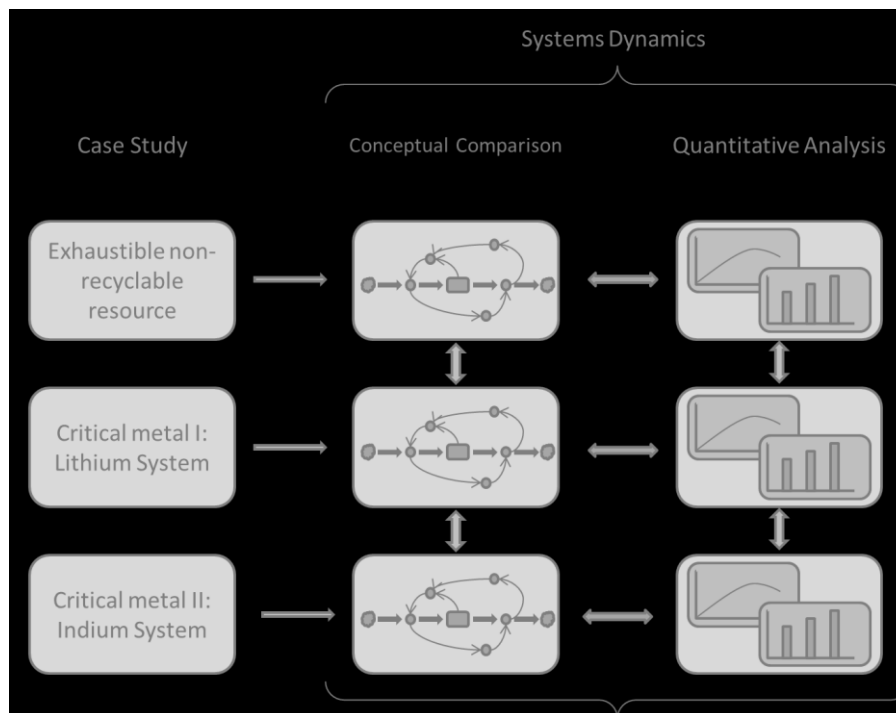 Systems Dynamics
Case Study
Conceptual Comparison
Quantitative Analysis
Exhaustible non-
recyclable
resource
Critical metal I:
Lithium System
Critical metal II:
Indium System